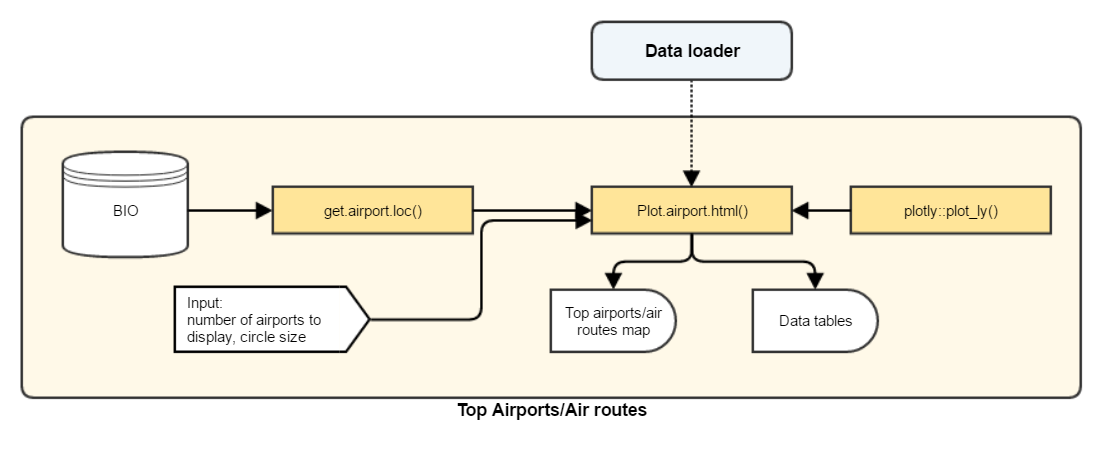 Data loader
BIO
get.airport.loc()
Plot.airport.html()
plotly::plot_ly()
Input:
number of airports to
display, circle size
Top airports/air
routes map
Data tables
Top Airports/Air routes